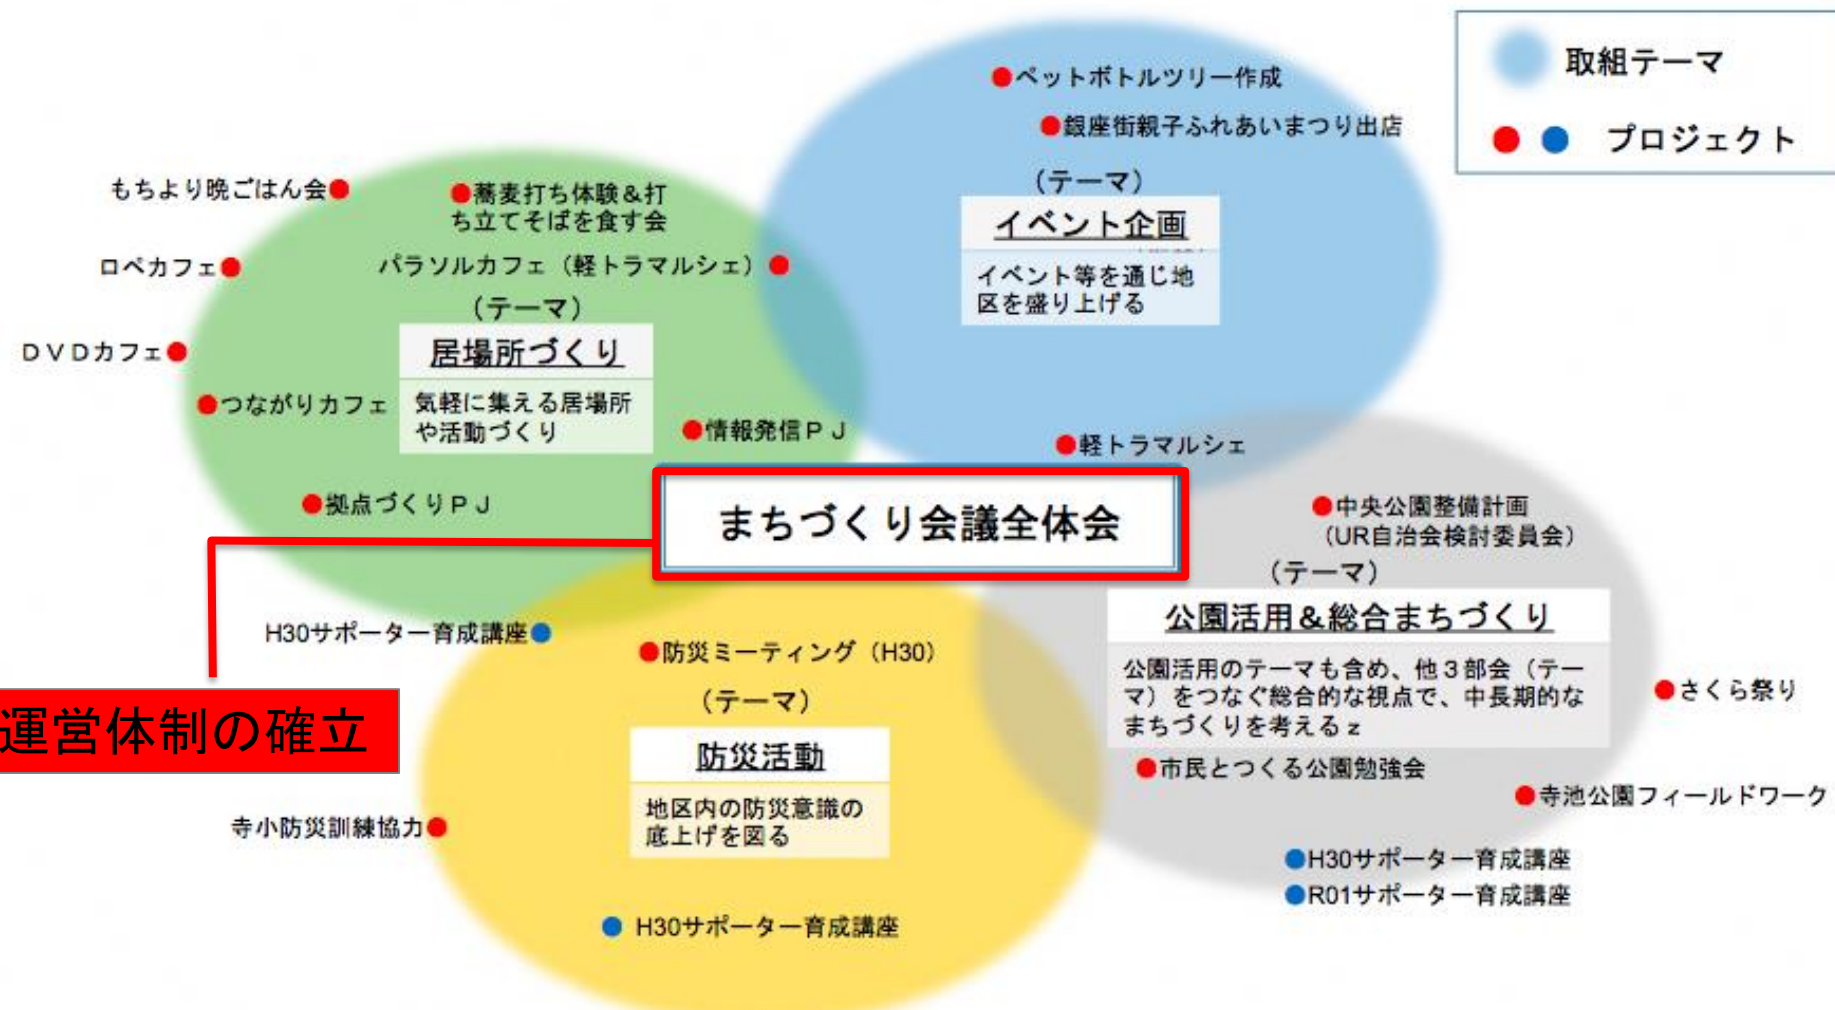 取組テーマ
プロジェクト
ペットボトルツリー作成
銀座街親子ふれあいまつり出店
（テーマ）
イベント企画
イベント等を通じ地
区を盛り上げる
軽トラマルシェ
もちより晩ごはん会
蕎麦打ち体験＆打
ち立てそばを食す会
ロペカフェ
パラソルカフェ（軽トラマルシェ）
（テーマ）
居場所づくり
気軽に集える居場所
や活動づくり
ＤＶＤカフェ
つながりカフェ
情報発信ＰＪ
拠点づくりＰＪ
まちづくり会議全体会
H30サポーター育成講座
運営体制の確立
中央公園整備計画
（UR自治会検討委員会）
（テーマ）
公園活用＆総合まちづくり
公園活用のテーマも含め、他３部会（テー
マ）をつなぐ総合的な視点で、中長期的な
まちづくりを考えるｚ
さくら祭り
市民とつくる公園勉強会
寺池公園フィールドワーク
H30サポーター育成講座
R01サポーター育成講座
防災ミーティング（H30）
（テーマ）
防災活動
地区内の防災意識の
底上げを図る
寺小防災訓練協力
H30サポーター育成講座